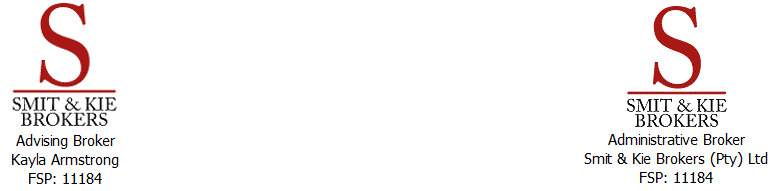 S
SMIT & KIE
BROKERS
Advising Broker
Kayla Armstrong
FSP: 11184
S
SMIT & KIE
BROKERS
Administrative Broker
Smit & Kie Brokers (Pty) Ltd
FSP: 11184